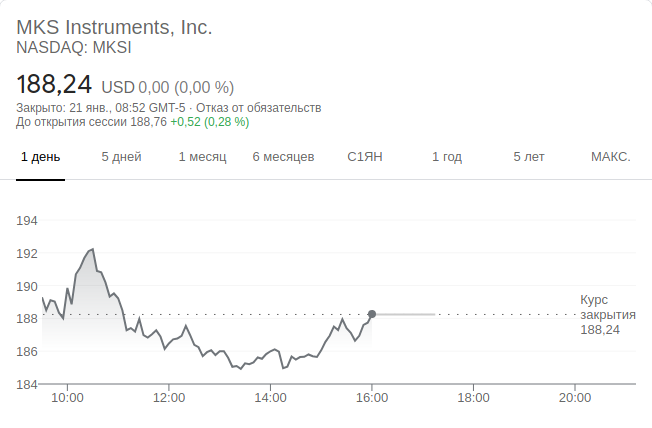 MKS Instruments, Inc.
NASDAQ: MKSI
188,24 USD 0,00 (0,00 %)
Закрыто: 21 янв., 08:52 GMT-5 · Отказ от обязательств
До открытия сессии 188,76 +0,52 (0,28 %)
1 день 5 дней 1 месяц 6 месяцев С1ЯН 1 год 5 лет МАКС.
194
192
190
188
186
184
Курс
закрытия
188,24
10:00 12:00 14:00 16:00 18:00 20:00